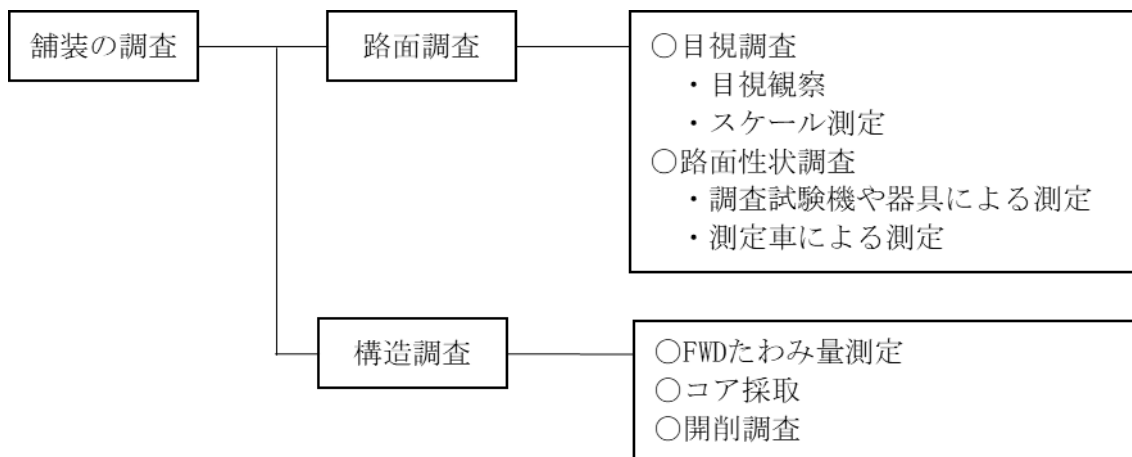 舗装の調査
路面調査
○目視調査
・目視観察
・スケール測定
○路面性状調査
・調査試験機や器具による測定
・測定車による測定
構造調査
○FWDたわみ量測定
○コア採取
○開削調査